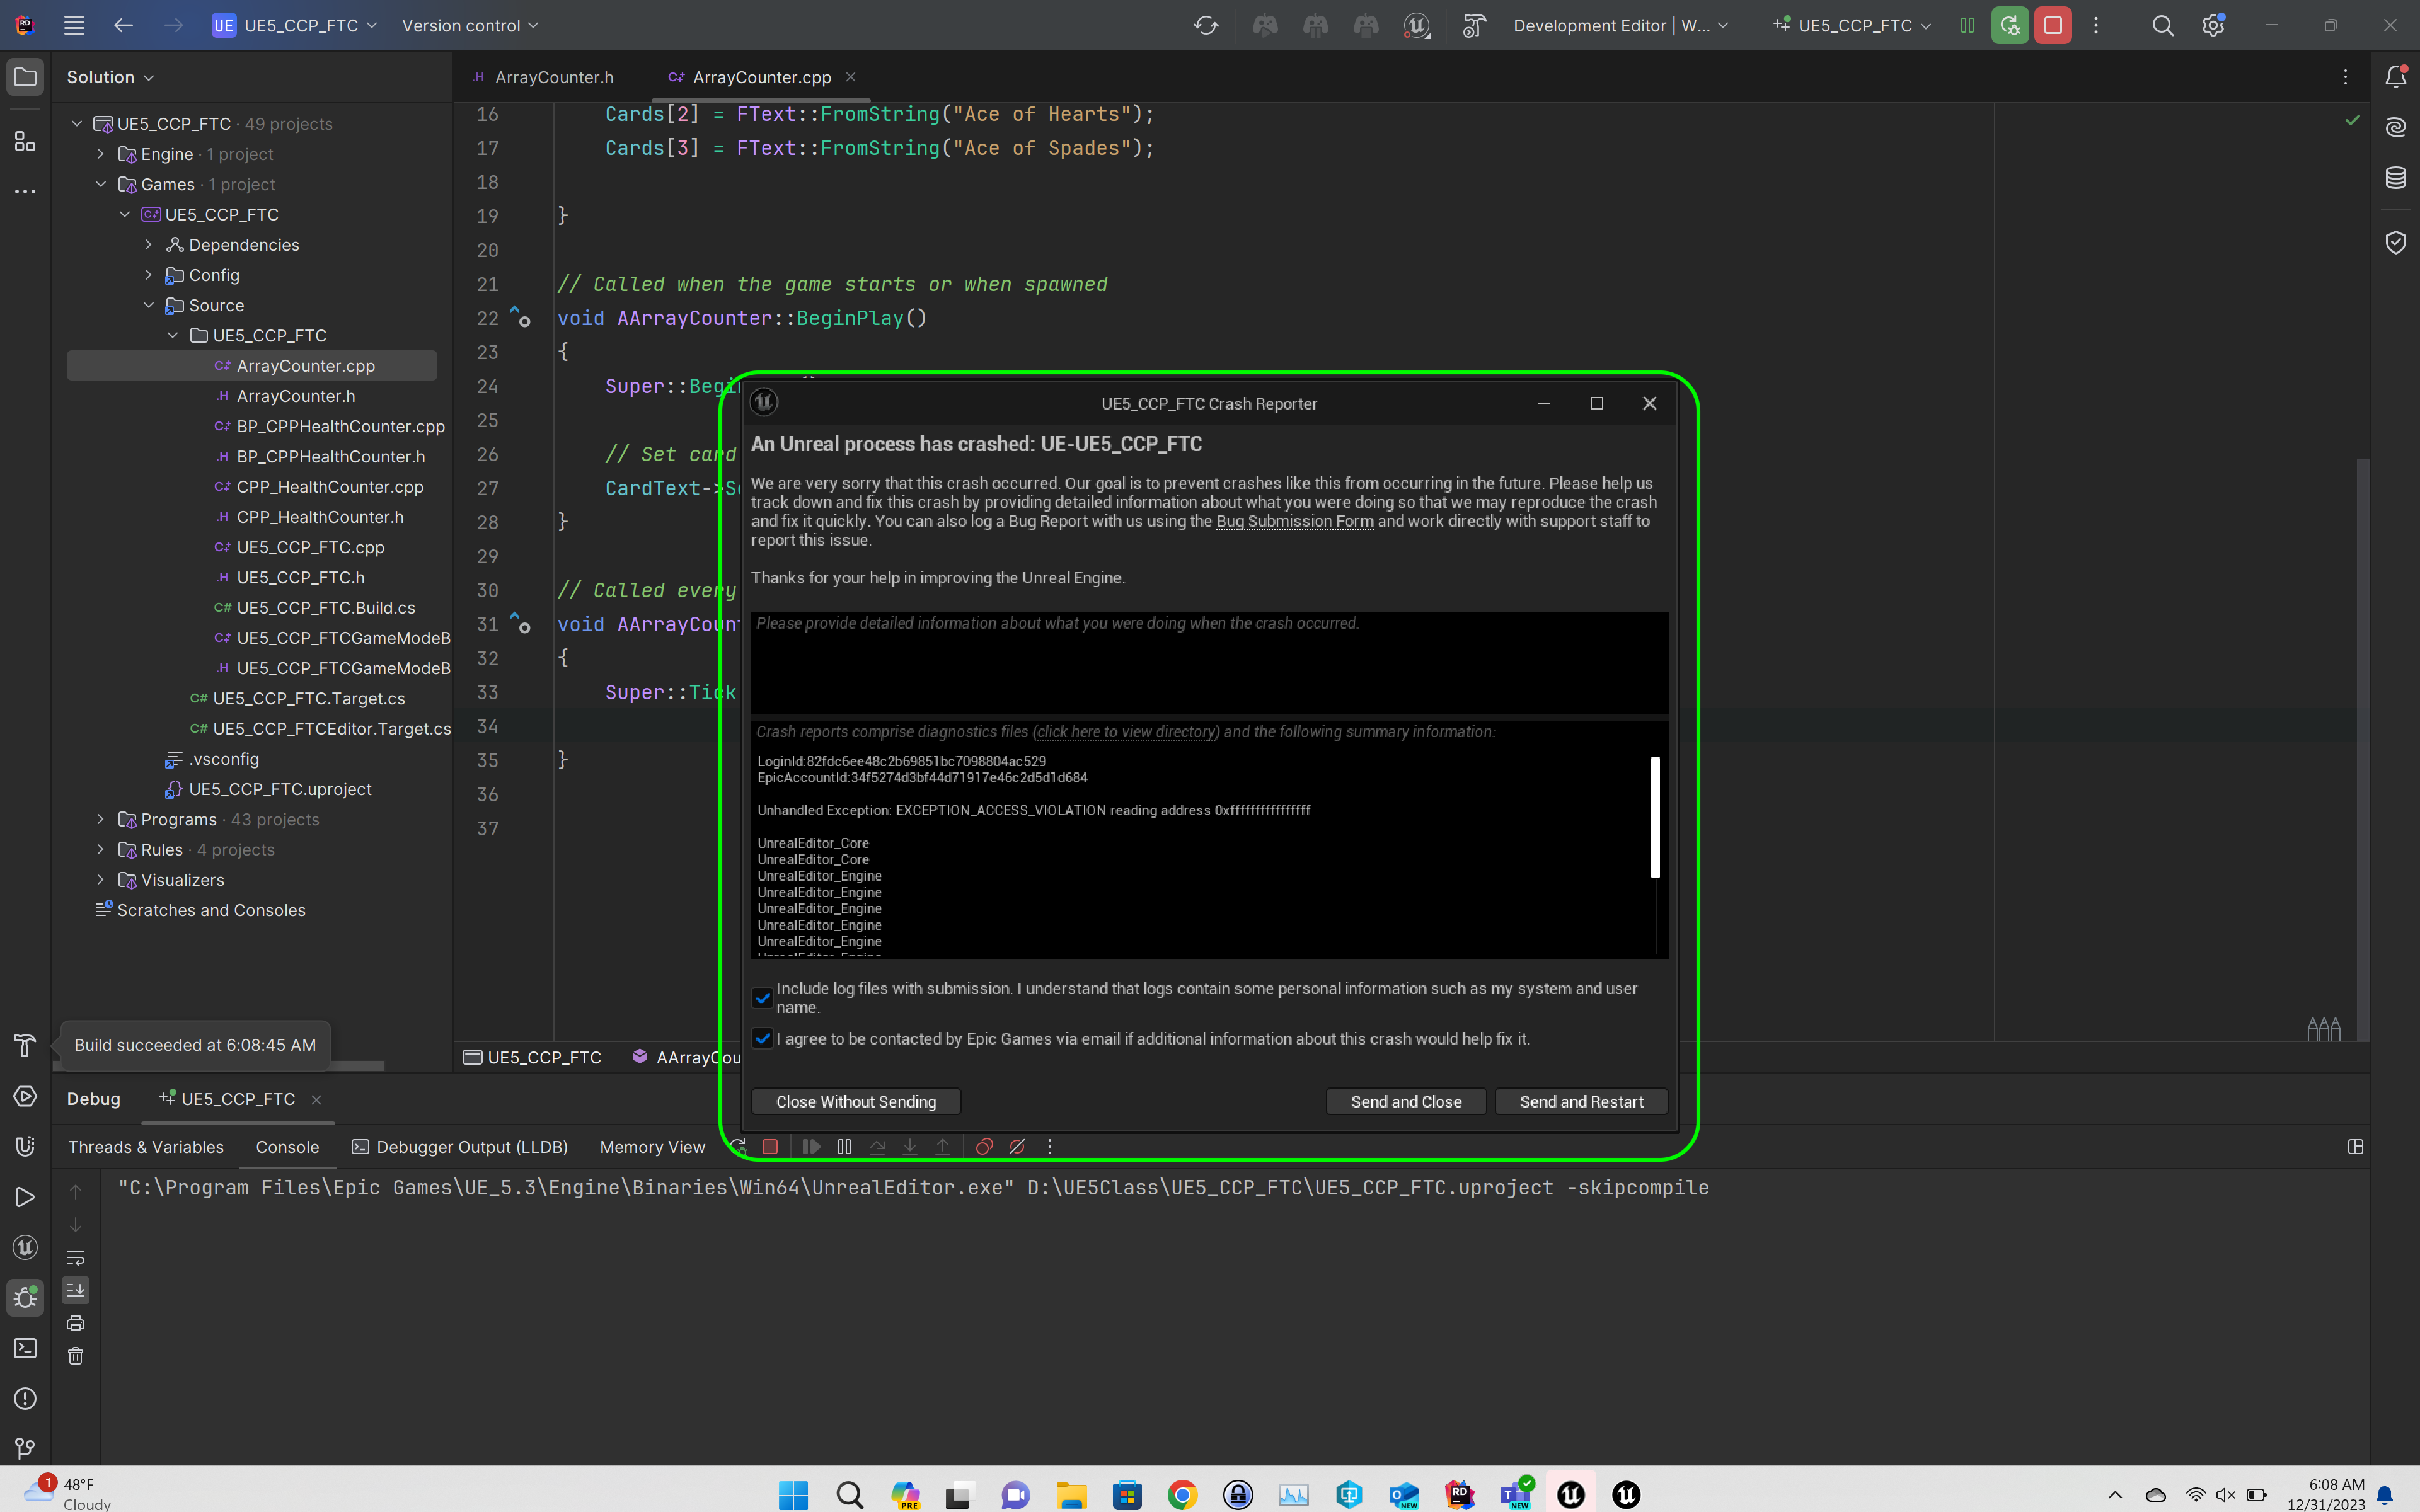 UE UE5_CCP_FTC Version control Development Editor | W... UE5_CCP_FTC
Solution
ArrayCounter.h ArrayCounter.cpp
UE5_CCP_FTC · 49 projects
Engine · 1 project
Games · 1 project
UE5_CCP_FTC
Dependencies
Config
Source
UE5_CCP_FTC
ArrayCounter.cpp
ArrayCounter.h
BP_CPPHealthCounter.cpp
BP_CPPHealthCounter.h
CPP_HealthCounter.cpp
CPP_HealthCounter.h
UE5_CCP_FTC.cpp
UE5_CCP_FTC.h
UE5_CCP_FTC.Build.cs
UE5_CCP_FTCGameModeB
UE5_CCP_FTCGameModeB
UE5_CCP_FTC.Target.cs
UE5_CCP_FTCEditor.Target.cs
.vsconfig
UE5_CCP_FTC.uproject
Programs · 43 projects
Rules · 4 projects
Visualizers
Scratches and Consoles
16 Cards[2] = FText::FromString("Ace of Hearts");
17 Cards[3] = FText::FromString("Ace of Spades");
18
19 }
20
21 // Called when the game starts or when spawned
22 void AArrayCounter::BeginPlay()
23 {
24 Super::Begi
25
26 // Set card
27 CardText->S
28 }
29
30 // Called every
31 void AArrayCount
32 {
33 Super::Tick
34
35 }
36
37
UE5_CCP_FTC Crash Reporter
An Unreal process has crashed: UE-UE5_CCP_FTC
We are very sorry that this crash occurred. Our goal is to prevent crashes like this from occurring in the future. Please help us
track down and fix this crash by providing detailed information about what you were doing so that we may reproduce the crash
and fix it quickly. You can also log a Bug Report with us using the Bug Submission Form and work directly with support staff to
report this issue.
Thanks for your help in improving the Unreal Engine.
Please provide detailed information about what you were doing when the crash occurred.
Crash reports comprise diagnostics files (click here to view directory) and the following summary information:
LoginId:82fdc6ee48c2b69851bc7098804ac529
EpicAccountId:34f5274d3bf44d71917e46c2d5d1d684
Unhandled Exception: EXCEPTION_ACCESS_VIOLATION reading address 0xffffffffffffffff
UnrealEditor_Core
UnrealEditor_Core
UnrealEditor_Engine
UnrealEditor_Engine
UnrealEditor_Engine
UnrealEditor_Engine
UnrealEditor_Engine
Include log files with submission. I understand that logs contain some personal information such as my system and user
name.
I agree to be contacted by Epic Games via email if additional information about this crash would help fix it.
Close Without Sending Send and Close Send and Restart
Build succeeded at 6:08:45 AM
UE5_CCP_FTC AArrayCou
Debug UE5_CCP_FTC
Threads & Variables Console Debugger Output (LLDB) Memory View
"C:\Program Files\Epic Games\UE_5.3\Engine\Binaries\Win64\UnrealEditor.exe" D:\UE5Class\UE5_CCP_FTC\UE5_CCP_FTC.uproject -skipcompile
1 48°F
Cloudy
PRE
NEW
RD
NEW
6:08 AM
12/31/2023